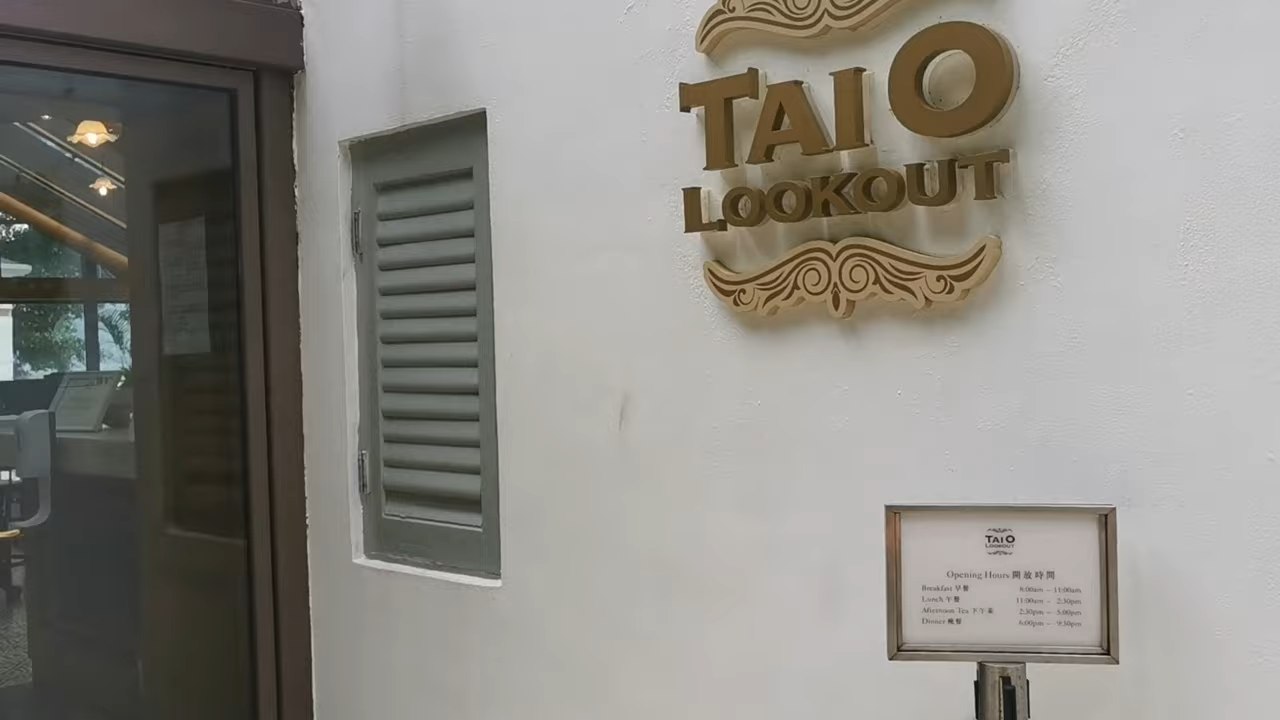 TAI O
LOOKOUT
TAI O
LOOKOUT
Opening Hours 開放時間
Breakfast 早餐 8:00am - 11:00am
Lunch 午餐 11:00am - 2:30pm
Afternoon Tea 下午茶 2:30pm - 5:00pm
Dinner 晚餐 6:00pm - 9:30pm